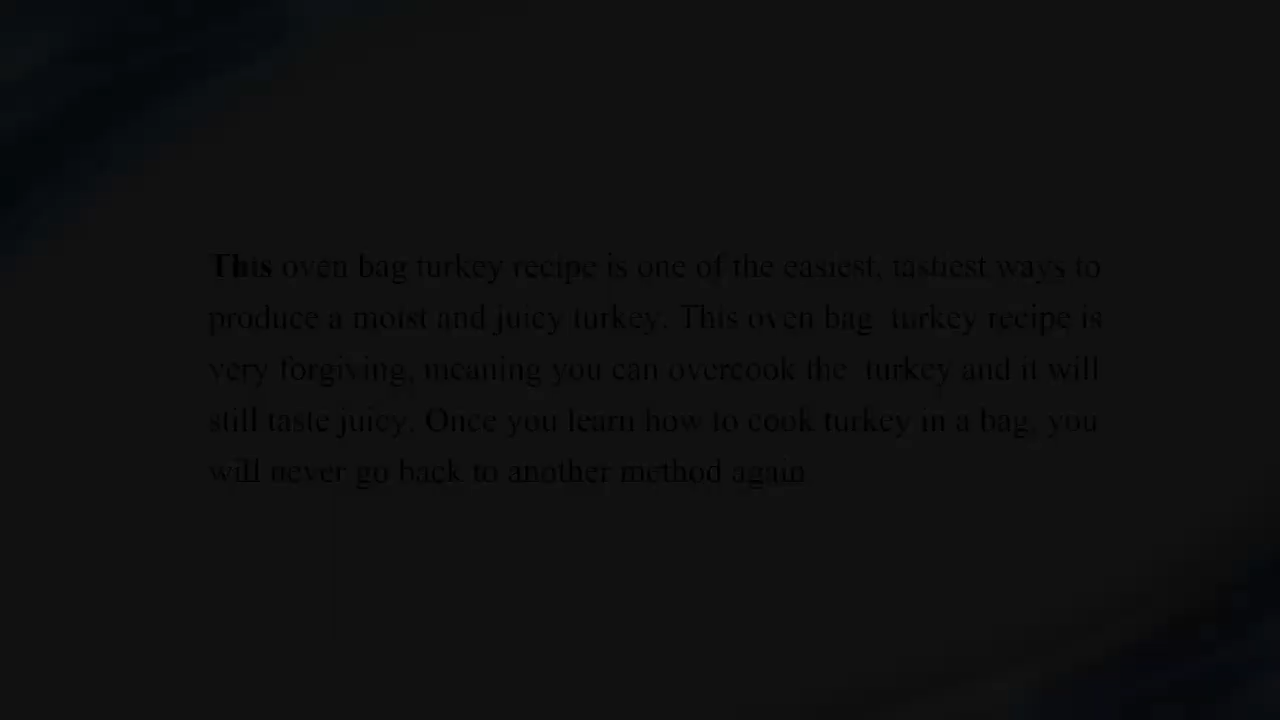 This oven bag turkey recipe is one of the easiest, tastiest ways to
produce a moist and juicy turkey. This oven bag turkey recipe is
very forgiving, meaning you can overcook the turkey and it will
still taste juicy. Once you learn how to cook turkey in a bag, you
will never go back to another method again